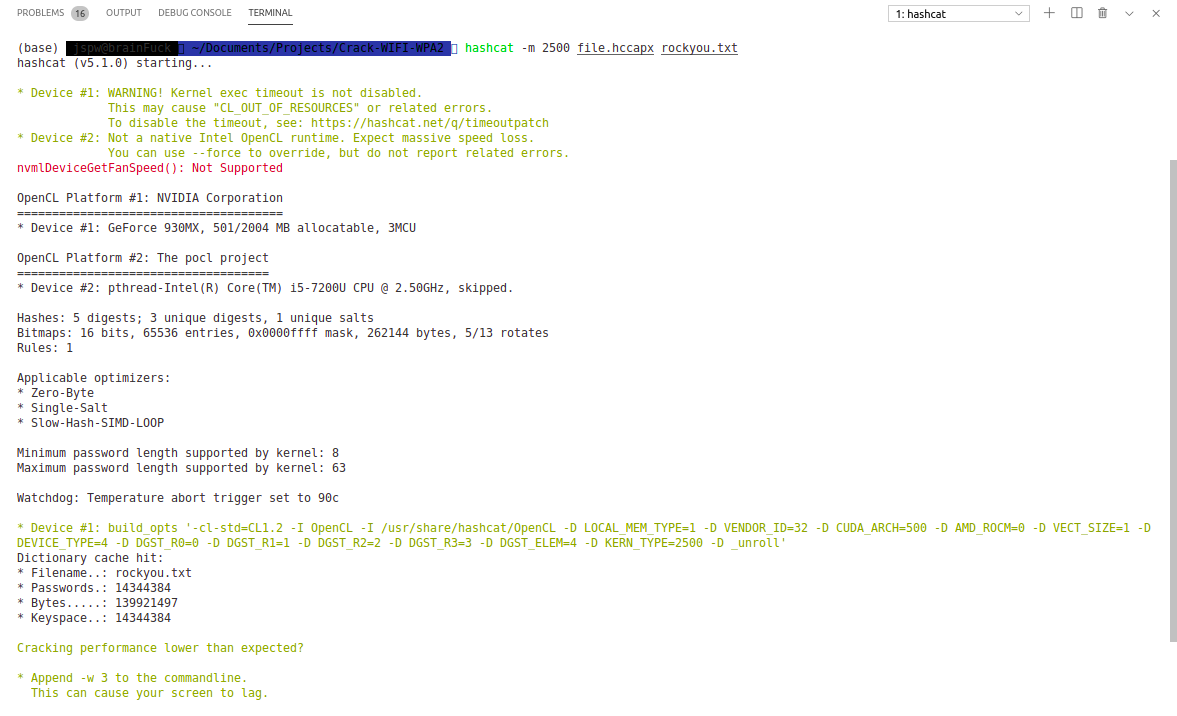 PROBLEMS 16 OUTPUT DEBUG CONSOLE TERMINAL 1: hashcat
(base) jspw@brainFuck ~/Documents/Projects/Crack-WIFI-WPA2 hashcat -m 2500 file.hccapx rockyou.txt
hashcat (v5.1.0) starting...
* Device #1: WARNING! Kernel exec timeout is not disabled.
This may cause "CL_OUT_OF_RESOURCES" or related errors.
To disable the timeout, see: https://hashcat.net/q/timeoutpatch
* Device #2: Not a native Intel OpenCL runtime. Expect massive speed loss.
You can use --force to override, but do not report related errors.
nvmlDeviceGetFanSpeed(): Not Supported
OpenCL Platform #1: NVIDIA Corporation
======================================
* Device #1: GeForce 930MX, 501/2004 MB allocatable, 3MCU
OpenCL Platform #2: The pocl project
====================================
* Device #2: pthread-Intel(R) Core(TM) i5-7200U CPU @ 2.50GHz, skipped.
Hashes: 5 digests; 3 unique digests, 1 unique salts
Bitmaps: 16 bits, 65536 entries, 0x0000ffff mask, 262144 bytes, 5/13 rotates
Rules: 1
Applicable optimizers:
* Zero-Byte
* Single-Salt
* Slow-Hash-SIMD-LOOP
Minimum password length supported by kernel: 8
Maximum password length supported by kernel: 63
Watchdog: Temperature abort trigger set to 90c
* Device #1: build_opts '-cl-std=CL1.2 -I OpenCL -I /usr/share/hashcat/OpenCL -D LOCAL_MEM_TYPE=1 -D VENDOR_ID=32 -D CUDA_ARCH=500 -D AMD_ROCM=0 -D VECT_SIZE=1 -D
DEVICE_TYPE=4 -D DGST_R0=0 -D DGST_R1=1 -D DGST_R2=2 -D DGST_R3=3 -D DGST_ELEM=4 -D KERN_TYPE=2500 -D _unroll'
Dictionary cache hit:
* Filename..: rockyou.txt
* Passwords.: 14344384
* Bytes.....: 139921497
* Keyspace..: 14344384
Cracking performance lower than expected?
* Append -w 3 to the commandline.
This can cause your screen to lag.